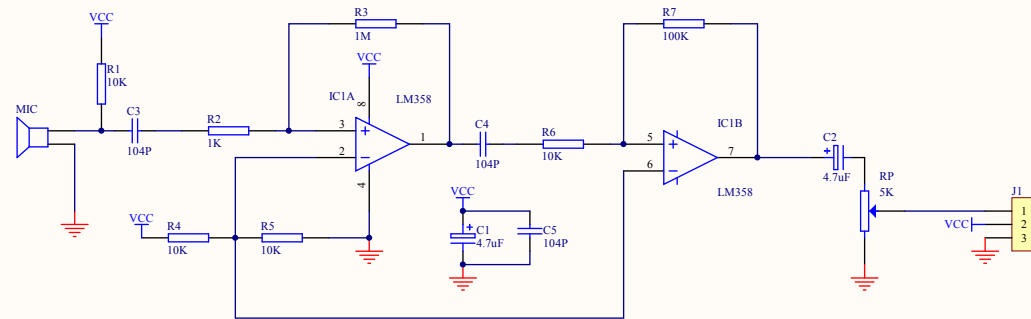 VCC
R1
10K
MIC
C3
104P
R2
1K
R3
1M
VCC
IC1A
LM358
8
3
2
1
4
C4
104P
R6
10K
R7
100K
IC1B
LM358
5
6
7
C2
4.7uF
RP
5K
J1
1
2
3
VCC
VCC
R4
10K
R5
10K
VCC
C1
4.7uF
C5
104P